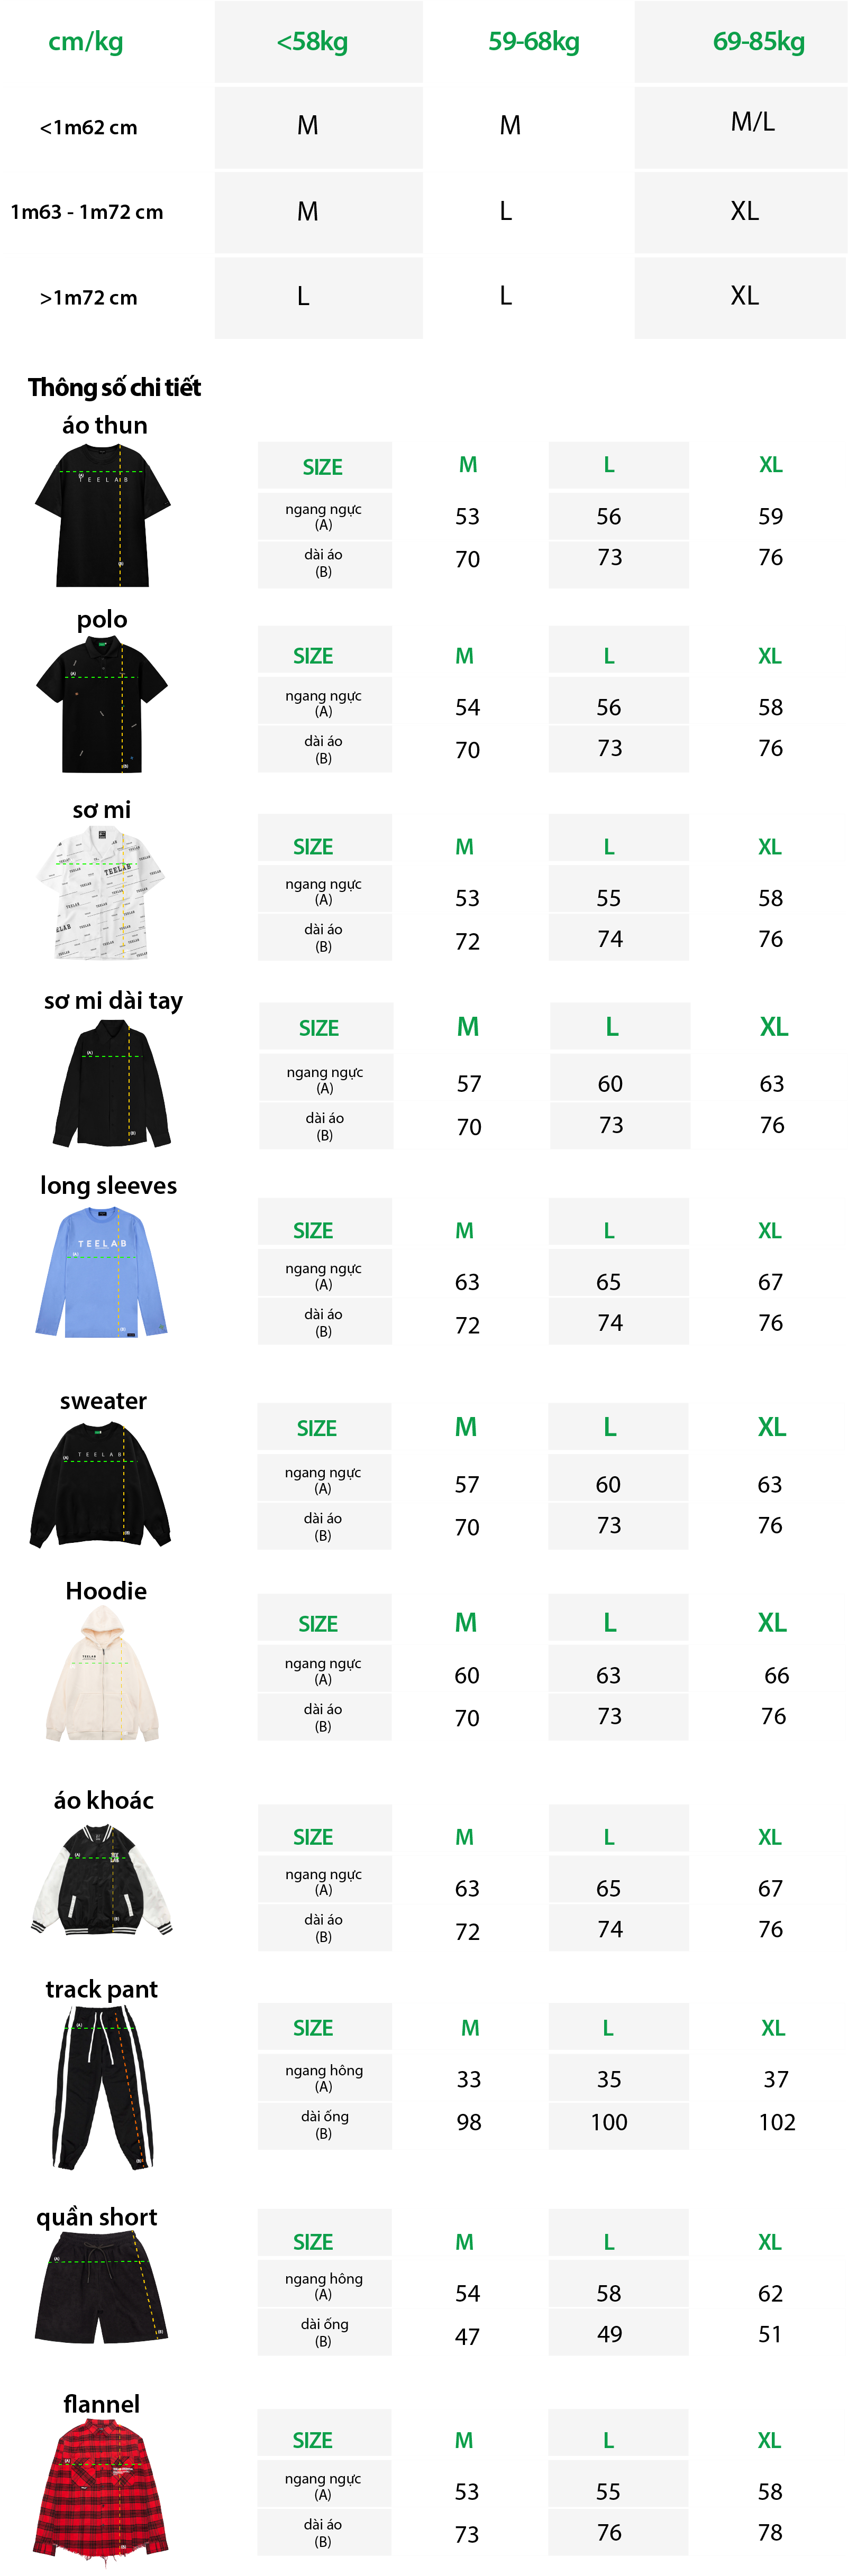 cm/kg <58kg 59-68kg 69-85kg
<1m62 cm M M M/L
1m63 - 1m72 cm M L XL
>1m72 cm L L XL
Thông số chi tiết
áo thun
SIZE M L XL
ngang ngực (A) 53 56 59
dài áo (B) 70 73 76
(A)
T E E L A B
(B)
polo
SIZE M L XL
ngang ngực (A) 54 56 58
dài áo (B) 70 73 76
(A)
(B)
sơ mi
SIZE M L XL
ngang ngực (A) 53 55 58
dài áo (B) 72 74 76
TEELAB
sơ mi dài tay
SIZE M L XL
ngang ngực (A) 57 60 63
dài áo (B) 70 73 76
(A)
(B)
long sleeves
SIZE M L XL
ngang ngực (A) 63 65 67
dài áo (B) 72 74 76
TEELAB
(A)
(B)
sweater
SIZE M L XL
ngang ngực (A) 57 60 63
dài áo (B) 70 73 76
T E E L A B
(A)
(B)
Hoodie
SIZE M L XL
ngang ngực (A) 60 63 66
dài áo (B) 70 73 76
TEELAB
áo khoác
SIZE M L XL
ngang ngực (A) 63 65 67
dài áo (B) 72 74 76
(A)
TEE
LAB
(B)
track pant
SIZE M L XL
ngang hông (A) 33 35 37
dài ống (B) 98 100 102
(A)
(B)
quần short
SIZE M L XL
ngang hông (A) 54 58 62
dài ống (B) 47 49 51
(A)
(B)
flannel
SIZE M L XL
ngang ngực (A) 53 55 58
dài áo (B) 73 76 78
(A)
(B)